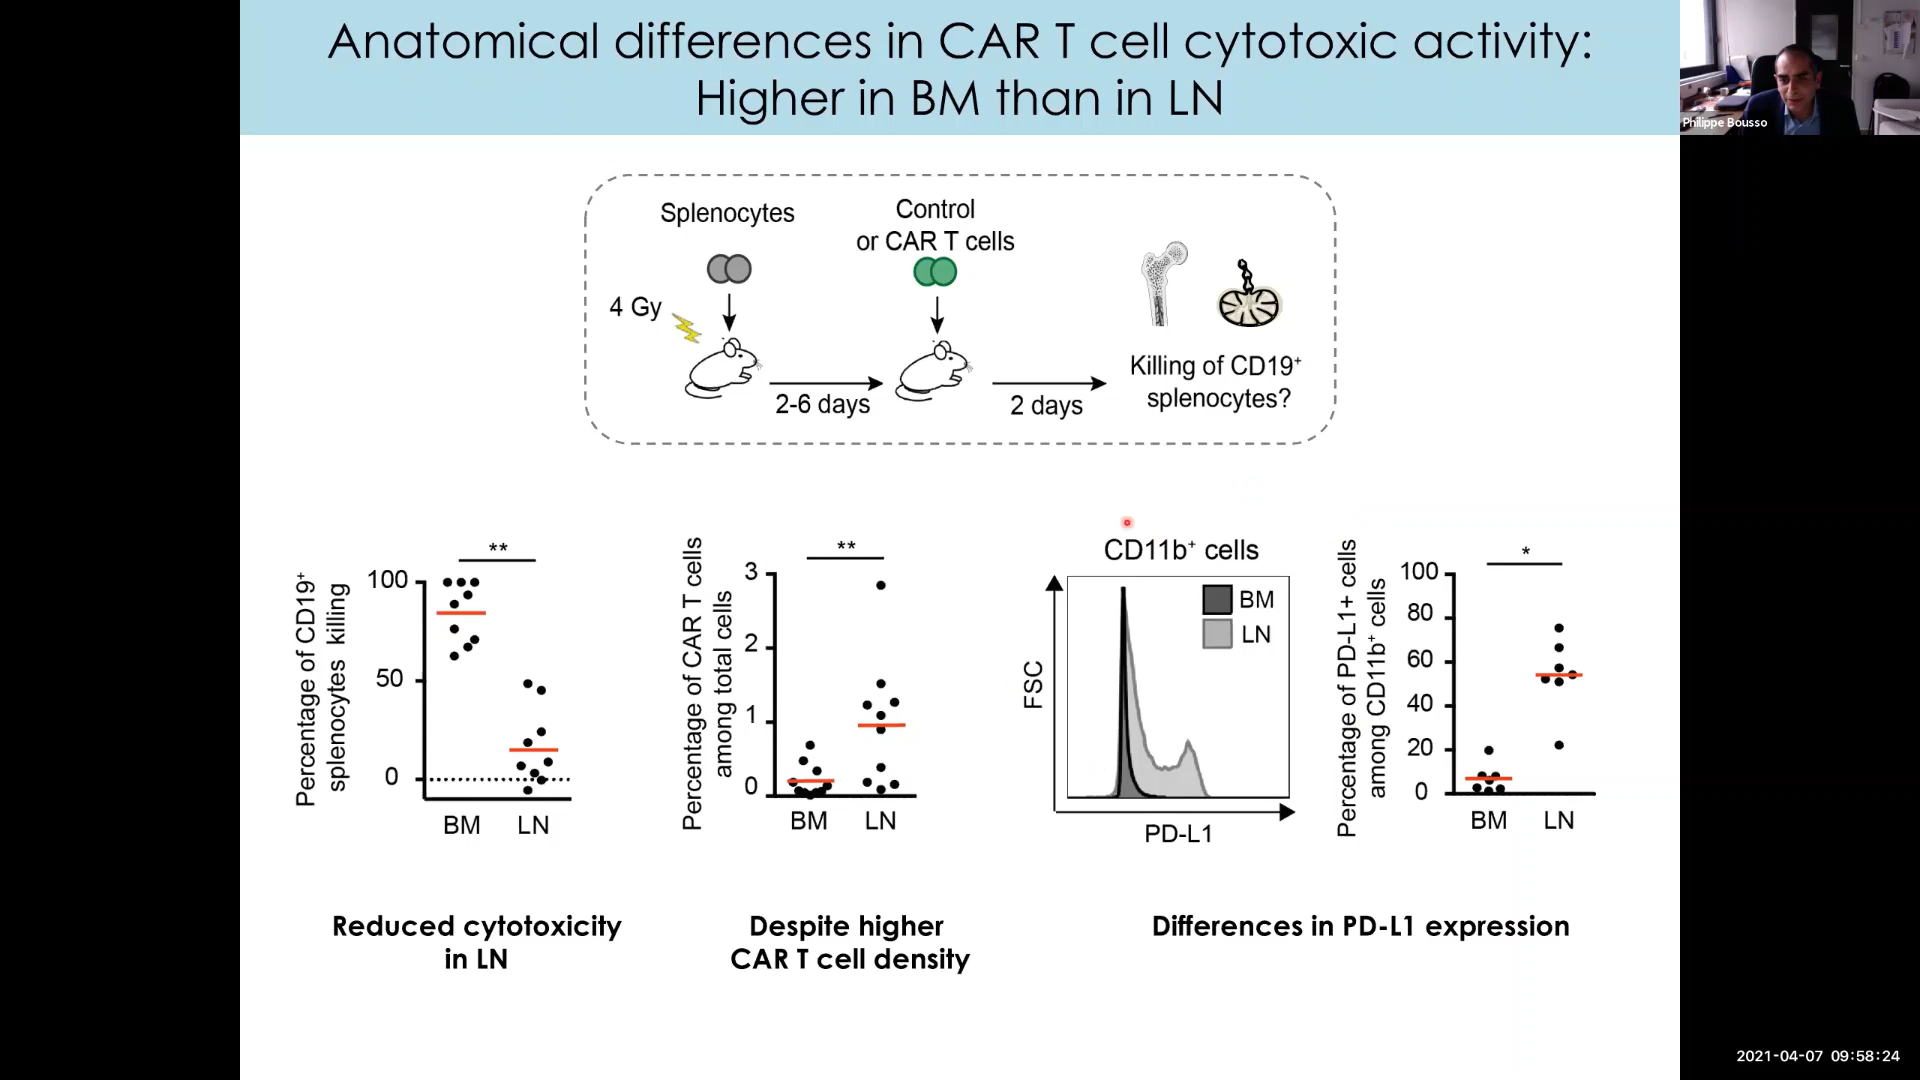 Anatomical differences in CAR T cell cytotoxic activity:
Higher in BM than in LN
Philippe Bousso
Splenocytes
Control
or CAR T cells
4 Gy
2-6 days
2 days
Killing of CD19+
splenocytes?
Percentage of CD19+
splenocytes killing
100
50
0
**
BM
LN
Percentage of CAR T cells
among total cells
3
2
1
0
**
BM
LN
CD11b+ cells
BM
LN
FSC
PD-L1
Percentage of PD-L1+ cells
among CD11b+ cells
100
80
60
40
20
0
*
BM
LN
Reduced cytotoxicity
in LN
Despite higher
CAR T cell density
Differences in PD-L1 expression
2021-04-07 09:58:24